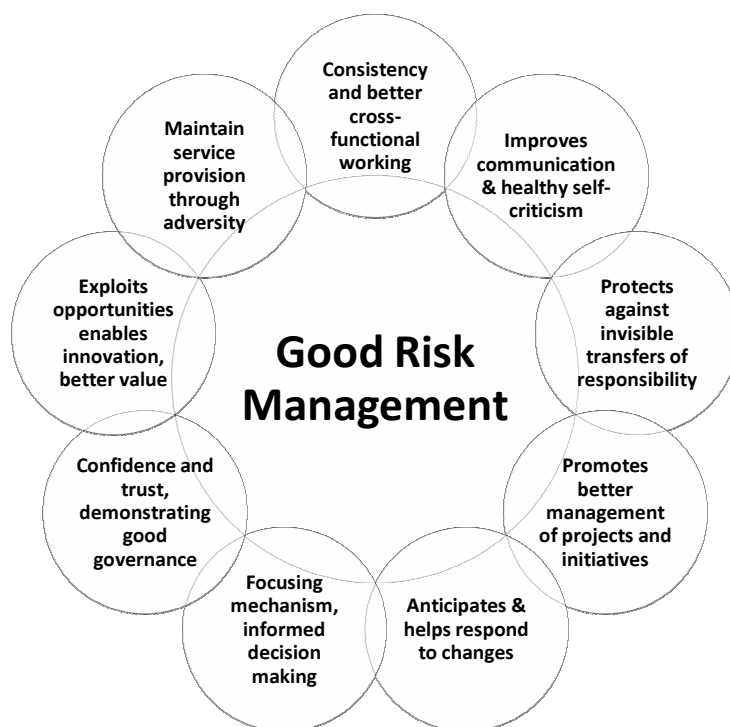 Consistency
and better
cross-
functional
working
Improves
communication
& healthy self-
criticism
Protects
against
invisible
transfers of
responsibility
Promotes
better
management
of projects and
initiatives
Anticipates &
helps respond
to changes
Focusing
mechanism,
informed
decision
making
Confidence and
trust,
demonstrating
good
governance
Exploits
opportunities
enables
innovation,
better value
Maintain
service
provision
through
adversity
Good Risk
Management